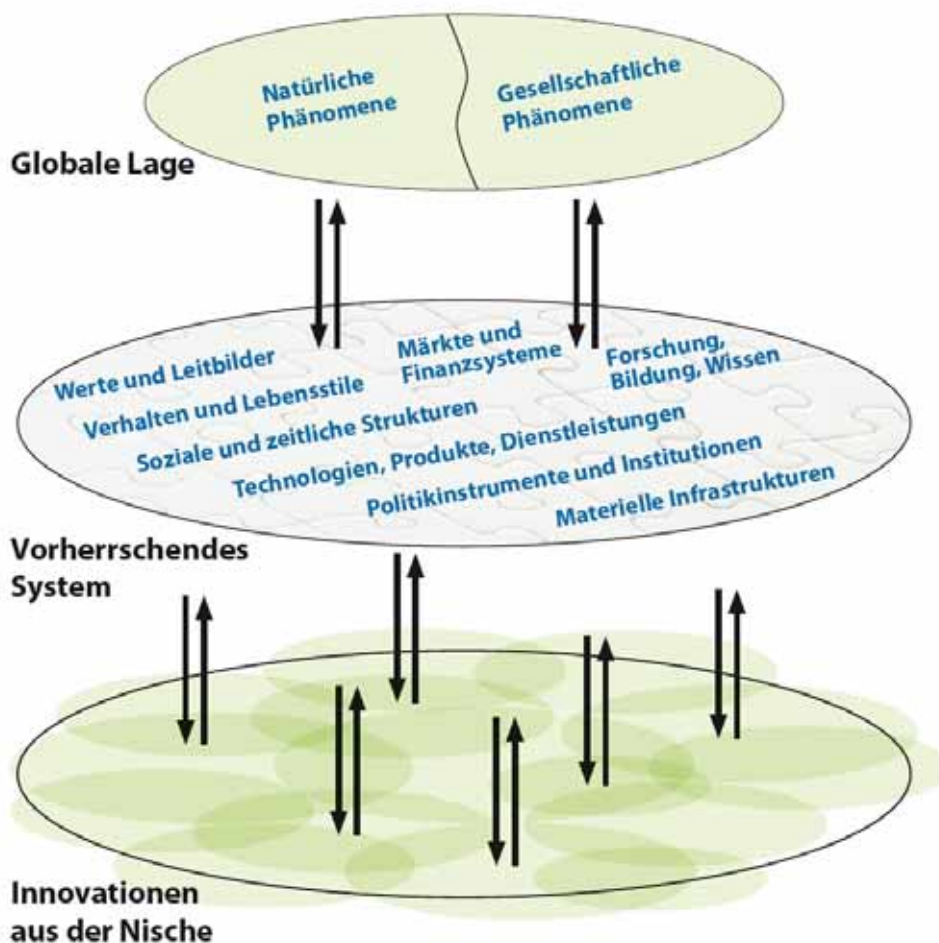 Natürliche
Phänomene
Gesellschaftliche
Phänomene
Globale Lage
Werte und Leitbilder
Märkte und
Finanzsysteme
Forschung,
Bildung, Wissen
Verhalten und Lebensstile
Soziale und zeitliche Strukturen
Technologien, Produkte, Dienstleistungen
Politikinstrumente und Institutionen
Materielle Infrastrukturen
Vorherrschendes
System
Innovationen
aus der Nische